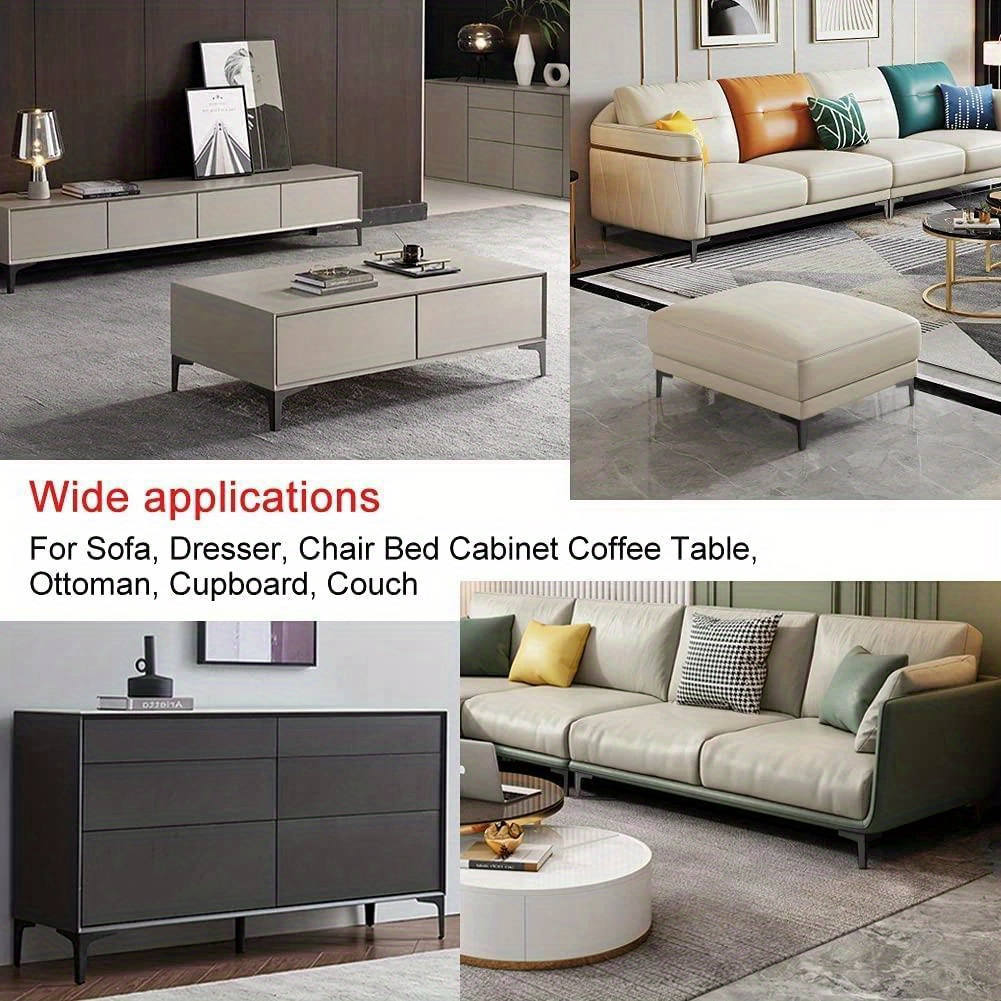 Wide applications
For Sofa, Dresser, Chair Bed Cabinet Coffee Table,
Ottoman, Cupboard, Couch